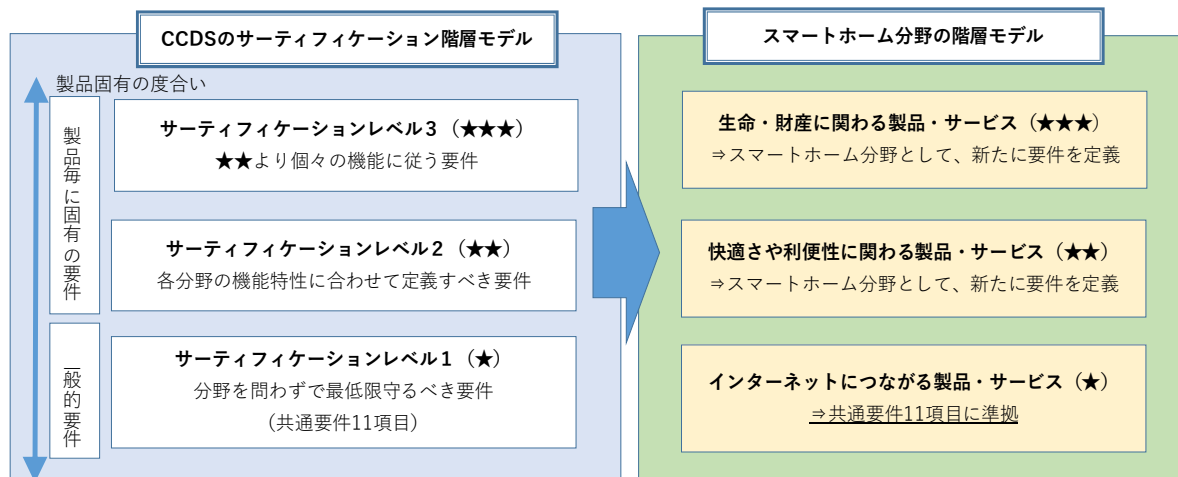 CCDSのサーティフィケーション階層モデル
製品固有の度合い
製品毎に固有の要件
サーティフィケーションレベル3（★★★）
★★より個々の機能に従う要件
サーティフィケーションレベル2（★★）
各分野の機能特性に合わせて定義すべき要件
一般的要件
サーティフィケーションレベル1（★）
分野を問わずで最低限守るべき要件
（共通要件11項目）
スマートホーム分野の階層モデル
生命・財産に関わる製品・サービス（★★★）
⇒スマートホーム分野として、新たに要件を定義
快適さや利便性に関わる製品・サービス（★★）
⇒スマートホーム分野として、新たに要件を定義
インターネットにつながる製品・サービス（★）
⇒共通要件11項目に準拠